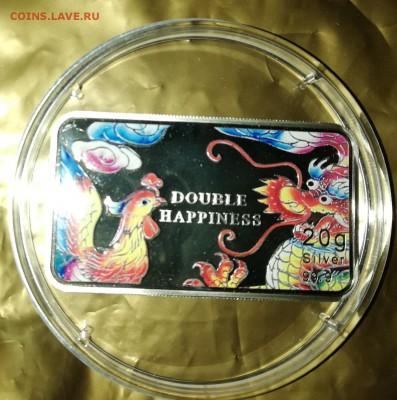 COINS.LAVE.RU
DOUBLE
HAPPINESS
20g
Silver